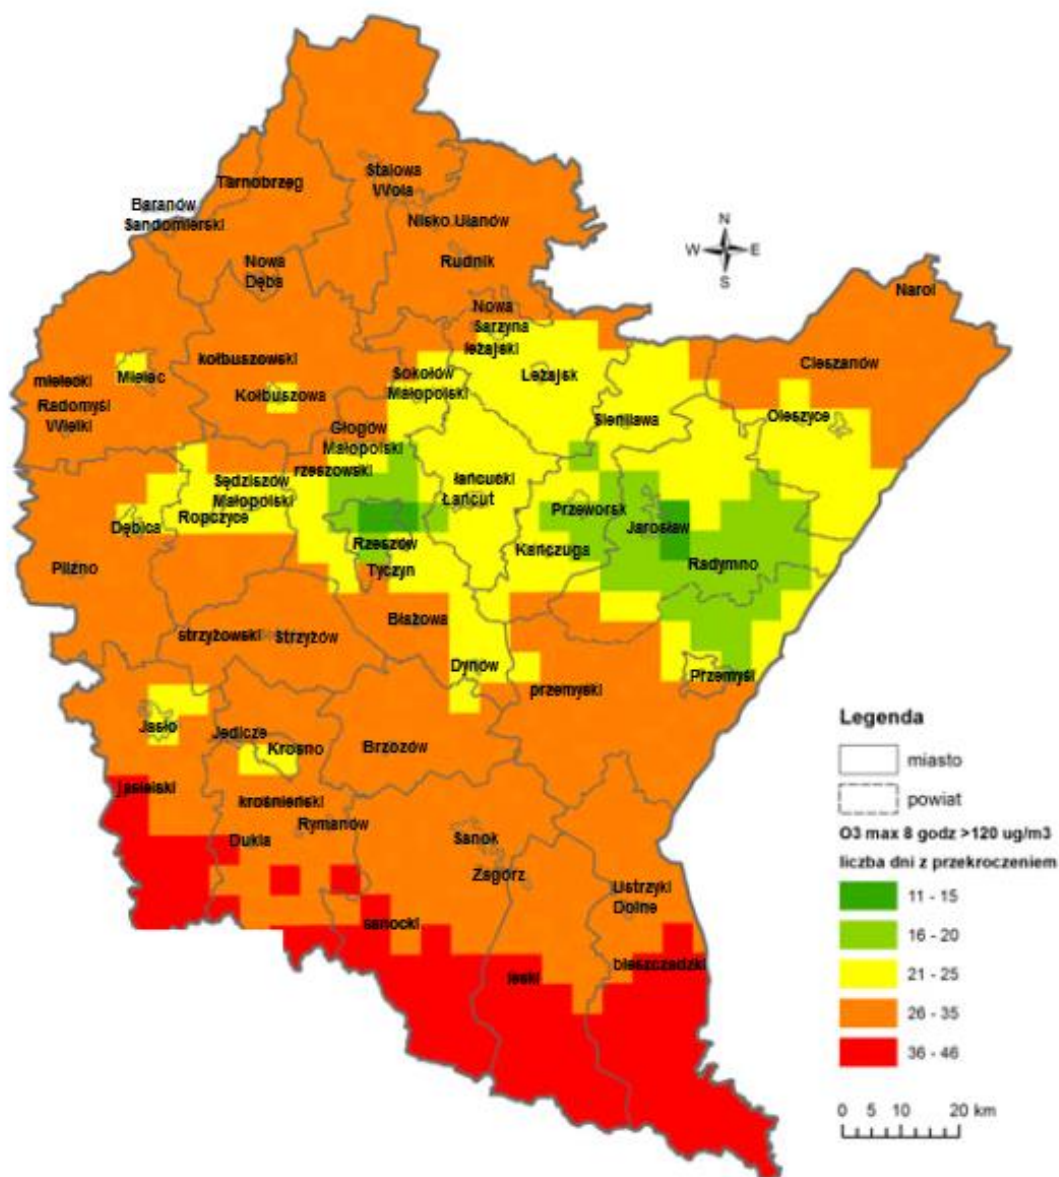 Stalowa
Wola
Tarnobrzeg
Baranów
Sandomierski
Nisko Ulanów
N
W E
S
Nowa
Dęba
Rudnik
Narol
Nowa
Sarzyna
leżajski
kolbuszowski
Cieszanów
mielecki
Mielec
Sokołów
Małopolski
Leżajsk
Kolbuszowa
Radomyśl
Wielki
Sieniawa
Oleszyce
Głogów
Małopolski
rzeszowski
Sędziszów
Małopolski
łańcucki
Łańcut
Dębica
Ropczyce
Przeworsk
Jarosław
Rzeszów
Kańczuga
Pilzno
Tyczyn
Radymno
Błażowa
strzyżowski
Strzyżów
Dynów
Przemyśl
przemyski
Jasło
Jedlicze
Krosno
Brzozów
jasielski
krośnieński
Rymanów
Dukla
Sanok
Zagórz
Ustrzyki
Dolne
sanocki
leski
bieszczadzki
Legenda
miasto
powiat
O3 max 8 godz >120 ug/m3
liczba dni z przekroczeniem
11 - 15
16 - 20
21 - 25
26 - 35
36 - 46
0 5 10 20 km